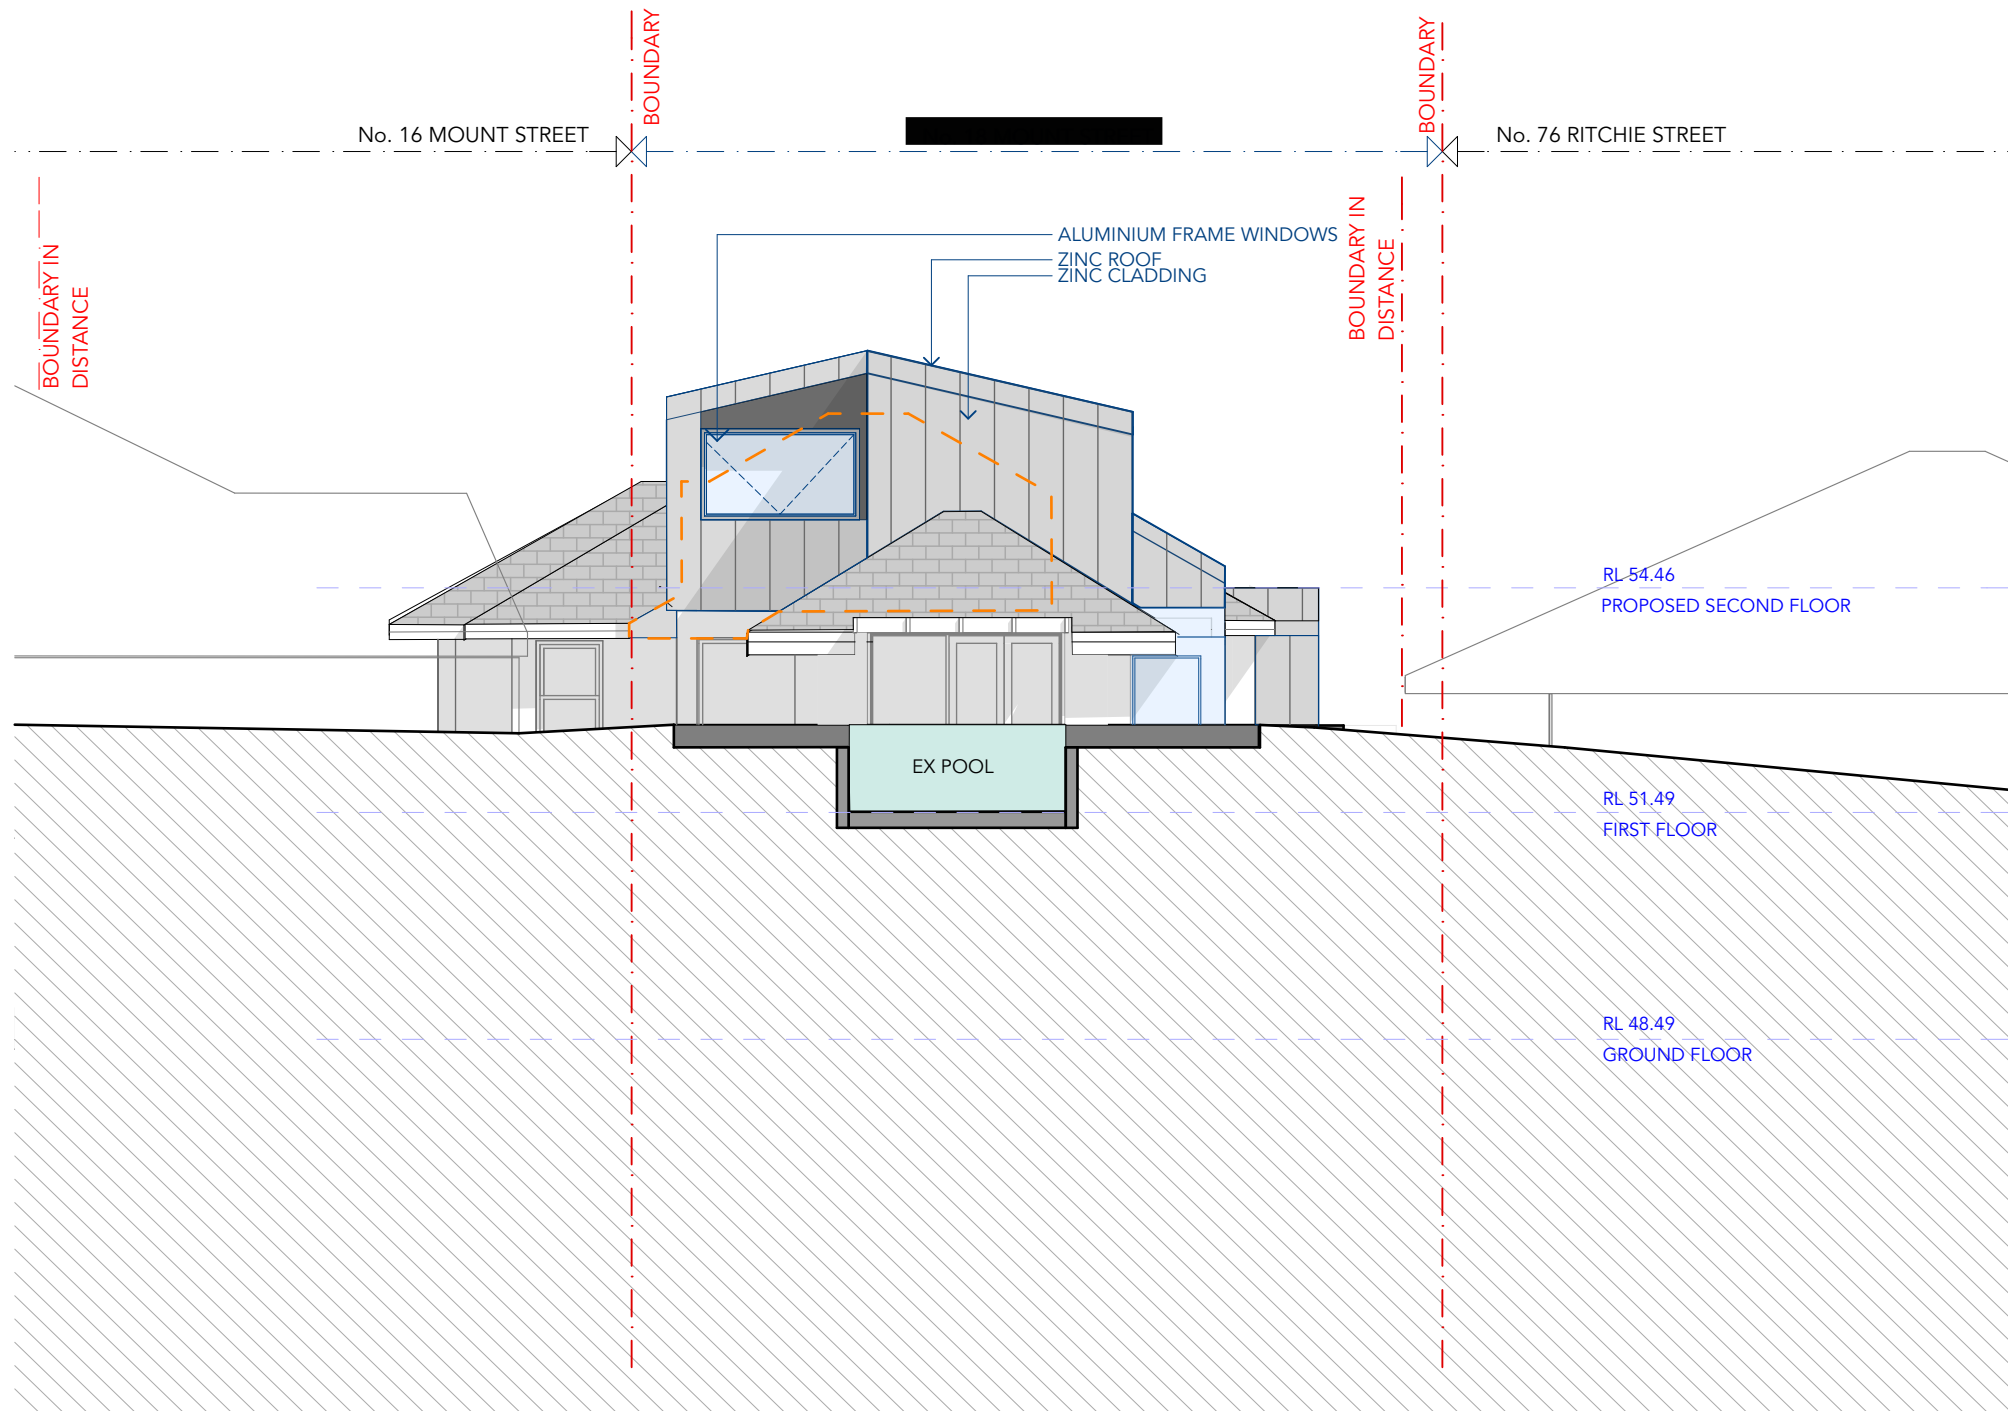 BOUNDARY
BOUNDARY
No. 16 MOUNT STREET
No. 76 RITCHIE STREET
BOUNDARY IN
DISTANCE
ALUMINIUM FRAME WINDOWS
ZINC ROOF
ZINC CLADDING
BOUNDARY IN
DISTANCE
RL 54.46
PROPOSED SECOND FLOOR
EX POOL
RL 51.49
FIRST FLOOR
RL 48.49
GROUND FLOOR